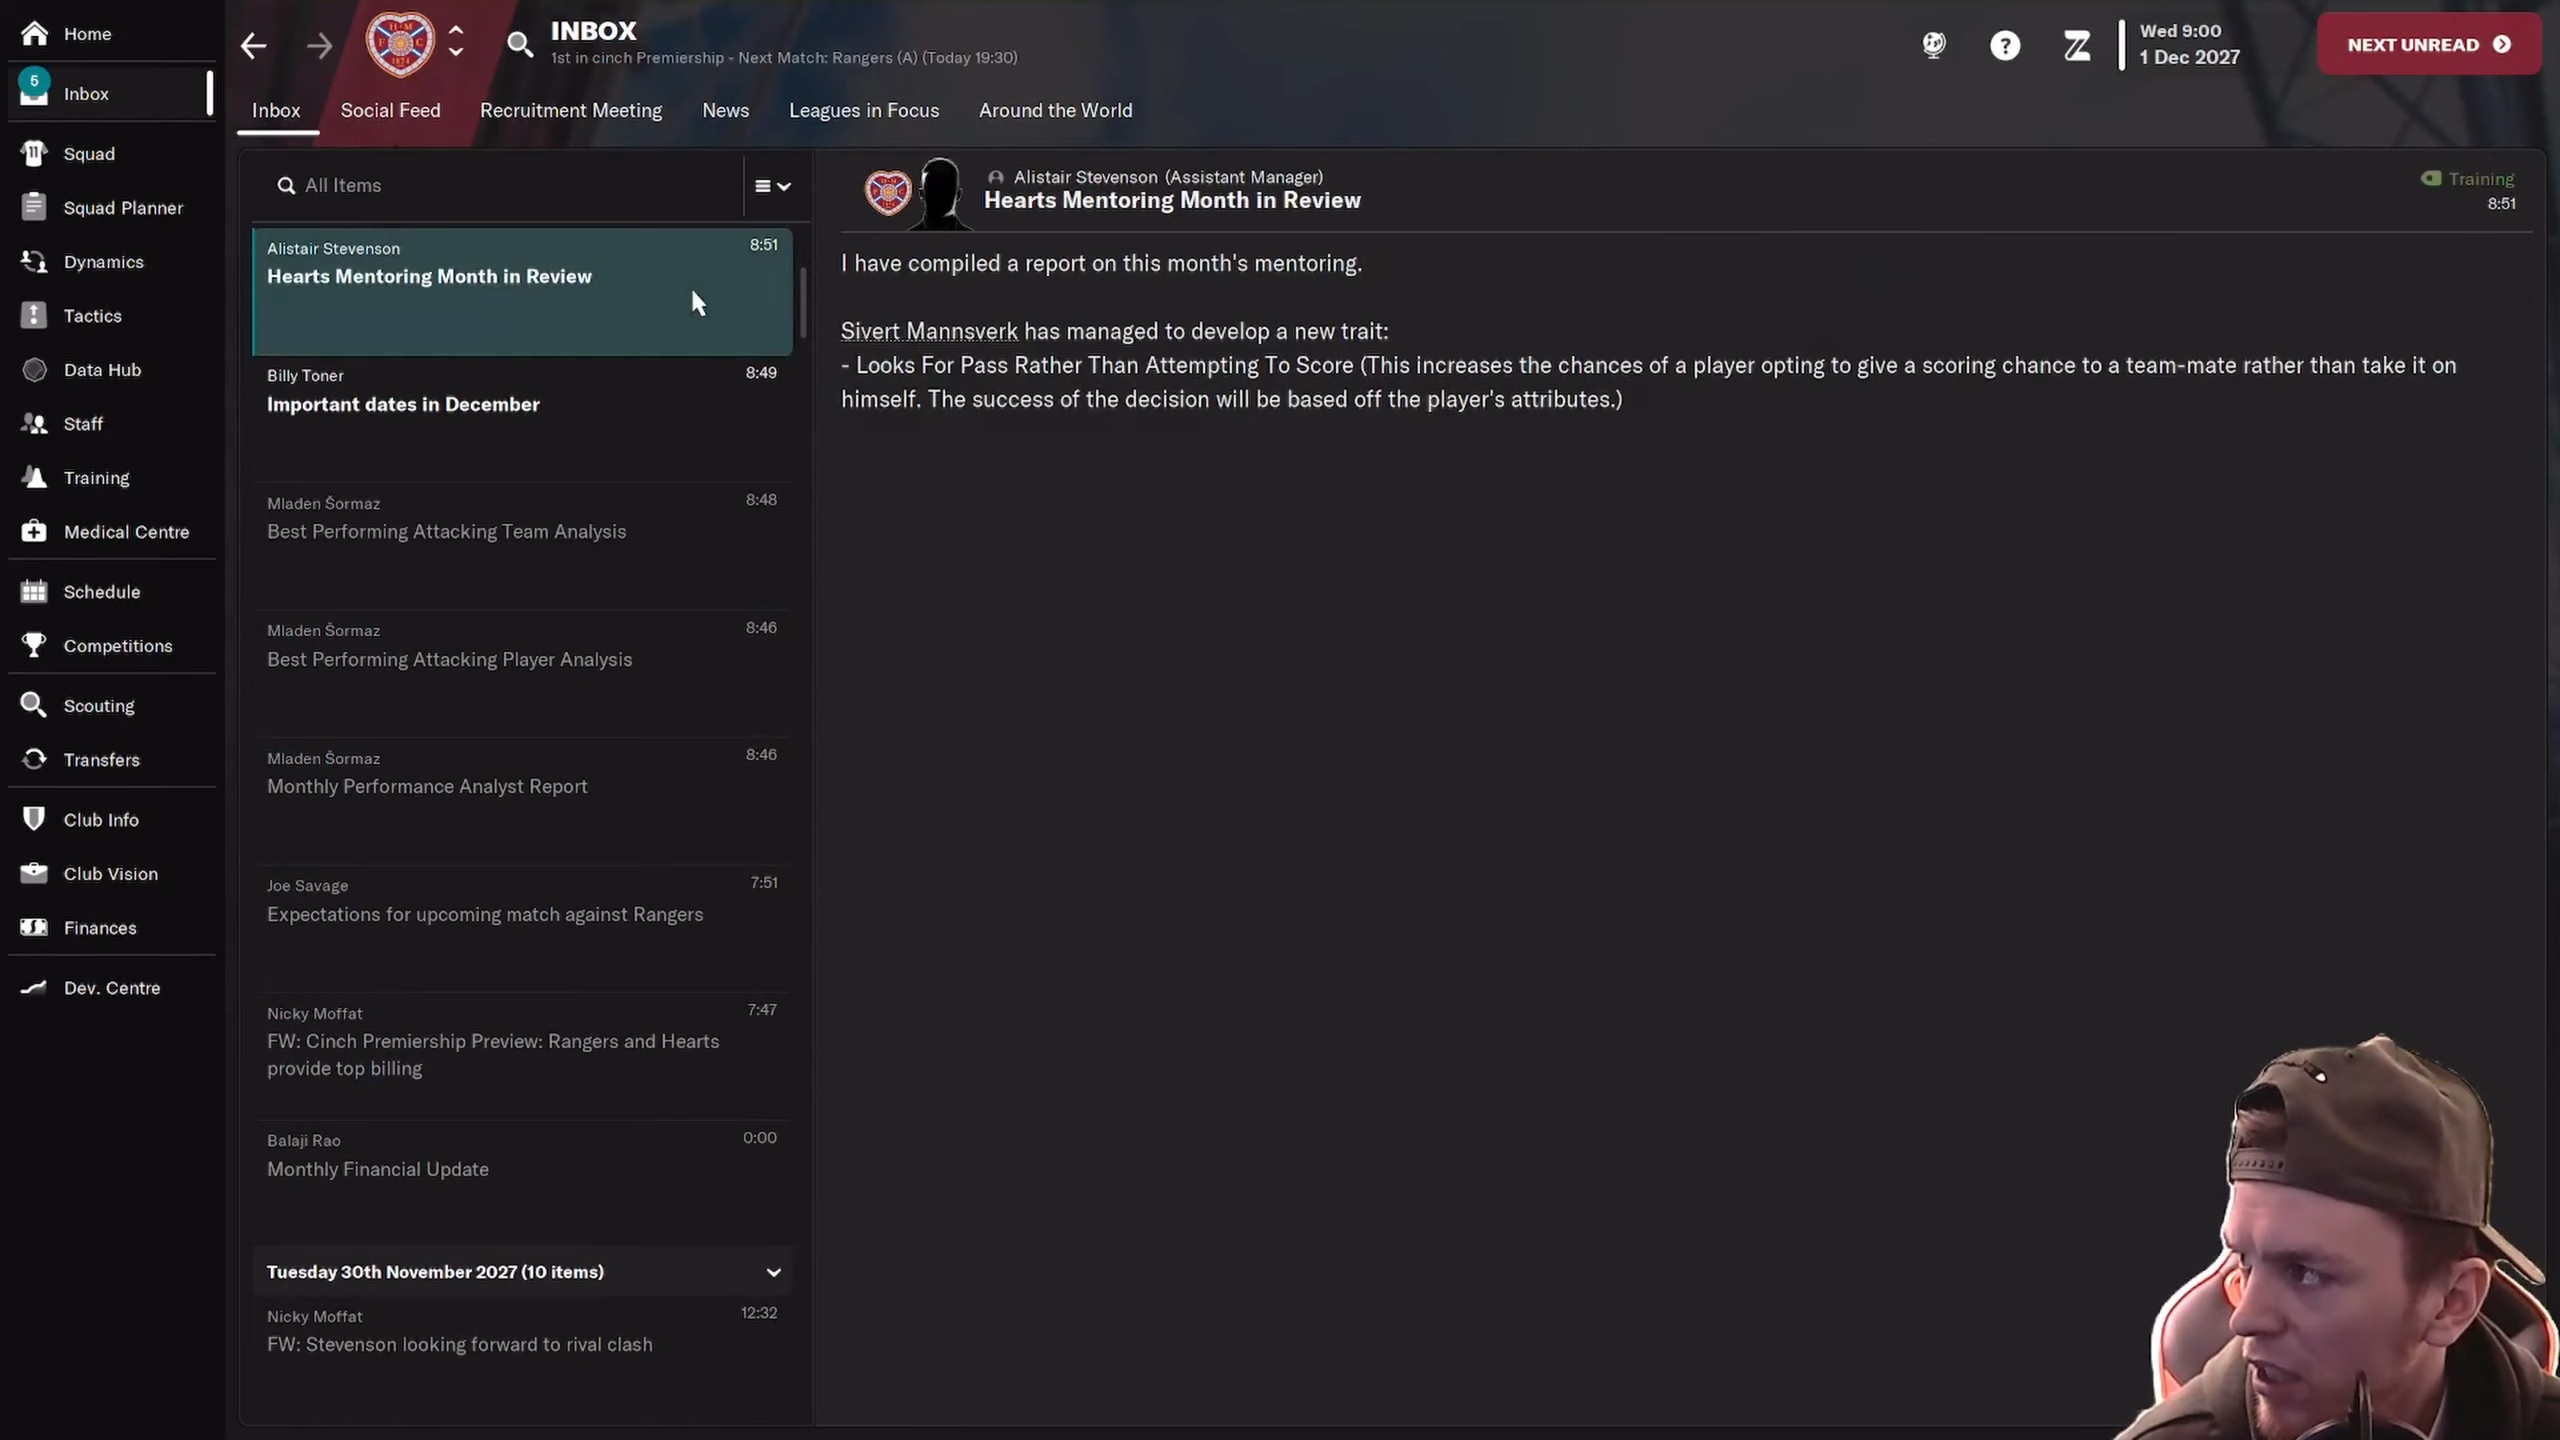 Home
5
Inbox
Squad
Squad Planner
Dynamics
Tactics
Data Hub
Staff
Training
Medical Centre
Schedule
Competitions
Scouting
Transfers
Club Info
Club Vision
Finances
Dev. Centre
INBOX
1st in cinch Premiership - Next Match: Rangers (A) (Today 19:30)
Wed 9:00
1 Dec 2027
NEXT UNREAD
Inbox
Social Feed
Recruitment Meeting
News
Leagues in Focus
Around the World
All Items
Alistair Stevenson
8:51
Hearts Mentoring Month in Review
Billy Toner
8:49
Important dates in December
Mladen Šormaz
8:48
Best Performing Attacking Team Analysis
Mladen Šormaz
8:46
Best Performing Attacking Player Analysis
Mladen Šormaz
8:46
Monthly Performance Analyst Report
Joe Savage
7:51
Expectations for upcoming match against Rangers
Nicky Moffat
7:47
FW: Cinch Premiership Preview: Rangers and Hearts
provide top billing
Balaji Rao
0:00
Monthly Financial Update
Tuesday 30th November 2027 (10 items)
Nicky Moffat
12:32
FW: Stevenson looking forward to rival clash
Alistair Stevenson (Assistant Manager)
Hearts Mentoring Month in Review
Training
8:51
I have compiled a report on this month's mentoring.
Sivert Mannsverk has managed to develop a new trait:
- Looks For Pass Rather Than Attempting To Score (This increases the chances of a player opting to give a scoring chance to a team-mate rather than take it on
himself. The success of the decision will be based off the player's attributes.)